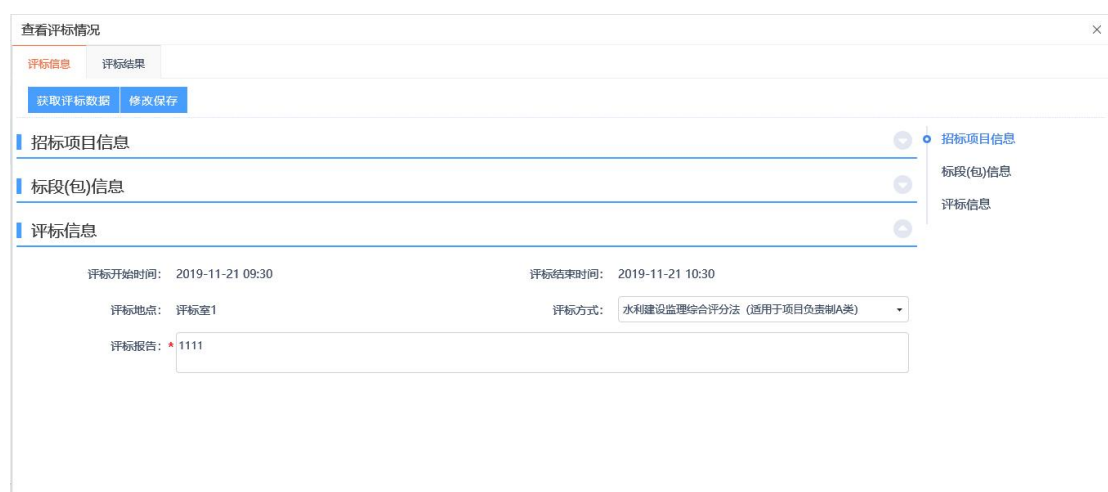 查看评标情况
评标信息 评标结果
获取评标数据 修改保存
招标项目信息
招标项目信息
标段(包)信息
标段(包)信息
评标信息
评标信息
评标开始时间： 2019-11-21 09:30 评标结束时间： 2019-11-21 10:30
评标地点： 评标室1 评标方式： 水利建设监理综合评分法（适用于项目负责制A类）
评标报告：* 1111